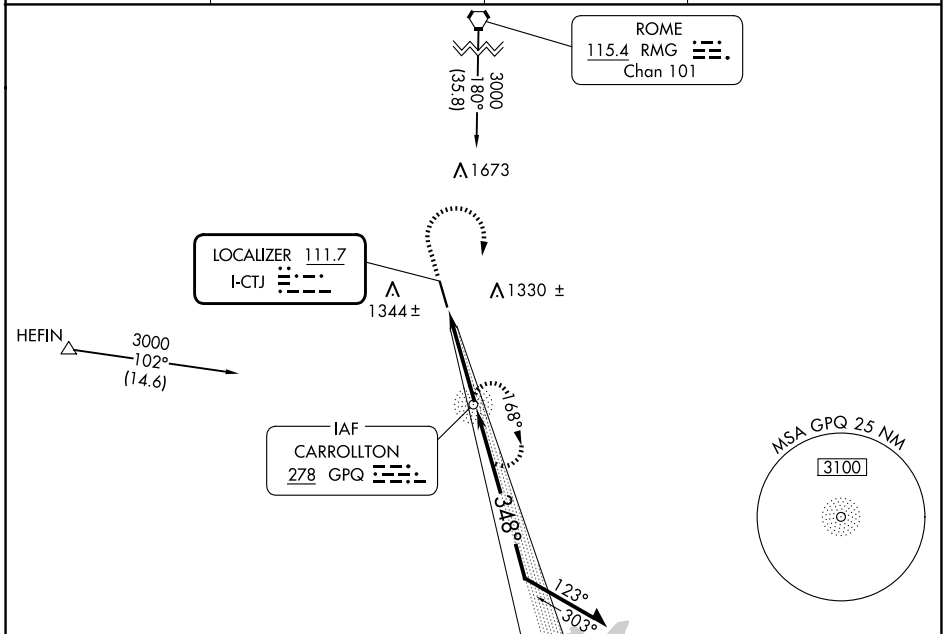 ROME
115.4 RMG
Chan 101
3000
180°
(35.8)
1673
LOCALIZER 111.7
I-CTJ
1344 ±
1330 ±
HEFIN
3000
102°
(14.6)
IAF
CARROLLTON
278 GPQ
168°
348°
123°
303°
MSA GPQ 25 NM
3100